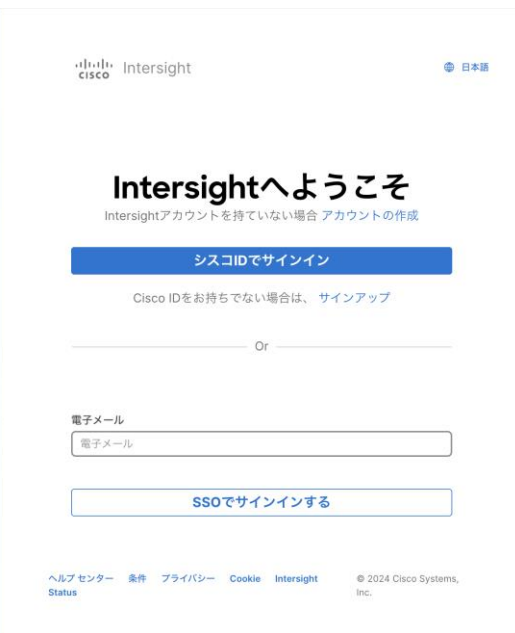 CISCO Intersight
日本語
Intersightへようこそ
Intersightアカウントを持ていない場合 アカウントの作成
シスコIDでサインイン
Cisco IDをお持ちでない場合は、 サインアップ
Or
電子メール
電子メール
SSOでサインインする
ヘルプ センター 条件 プライバシー Cookie Intersight
Status
© 2024 Cisco Systems,
Inc.